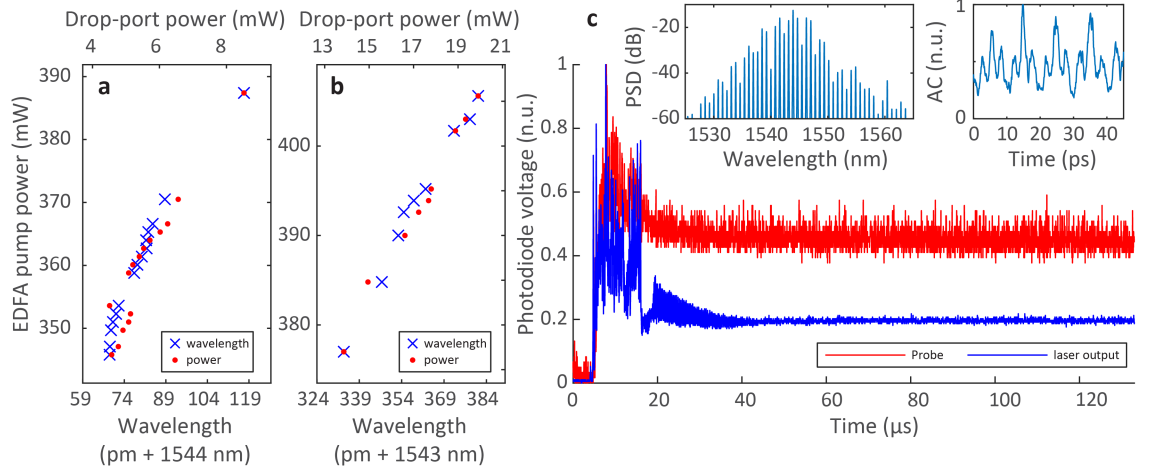 Drop-port power (mW)
4 6 8
a
EDFA pump power (mW)
390
380
370
360
350
wavelength
power
59 74 89 104 119
Wavelength
(pm + 1544 nm)
Drop-port power (mW)
13 15 17 19 21
b
400
390
380
wavelength
power
324 339 354 369 384
Wavelength
(pm + 1543 nm)
c
Photodiode voltage (n.u.)
1
0.8
0.6
0.4
0.2
0
0 20 40 60 80 100 120
Time (µs)
Probe laser output
PSD (dB)
-20
-40
-60
1530 1540 1550 1560
Wavelength (nm)
AC (n.u.)
1
0
0 10 20 30 40
Time (ps)